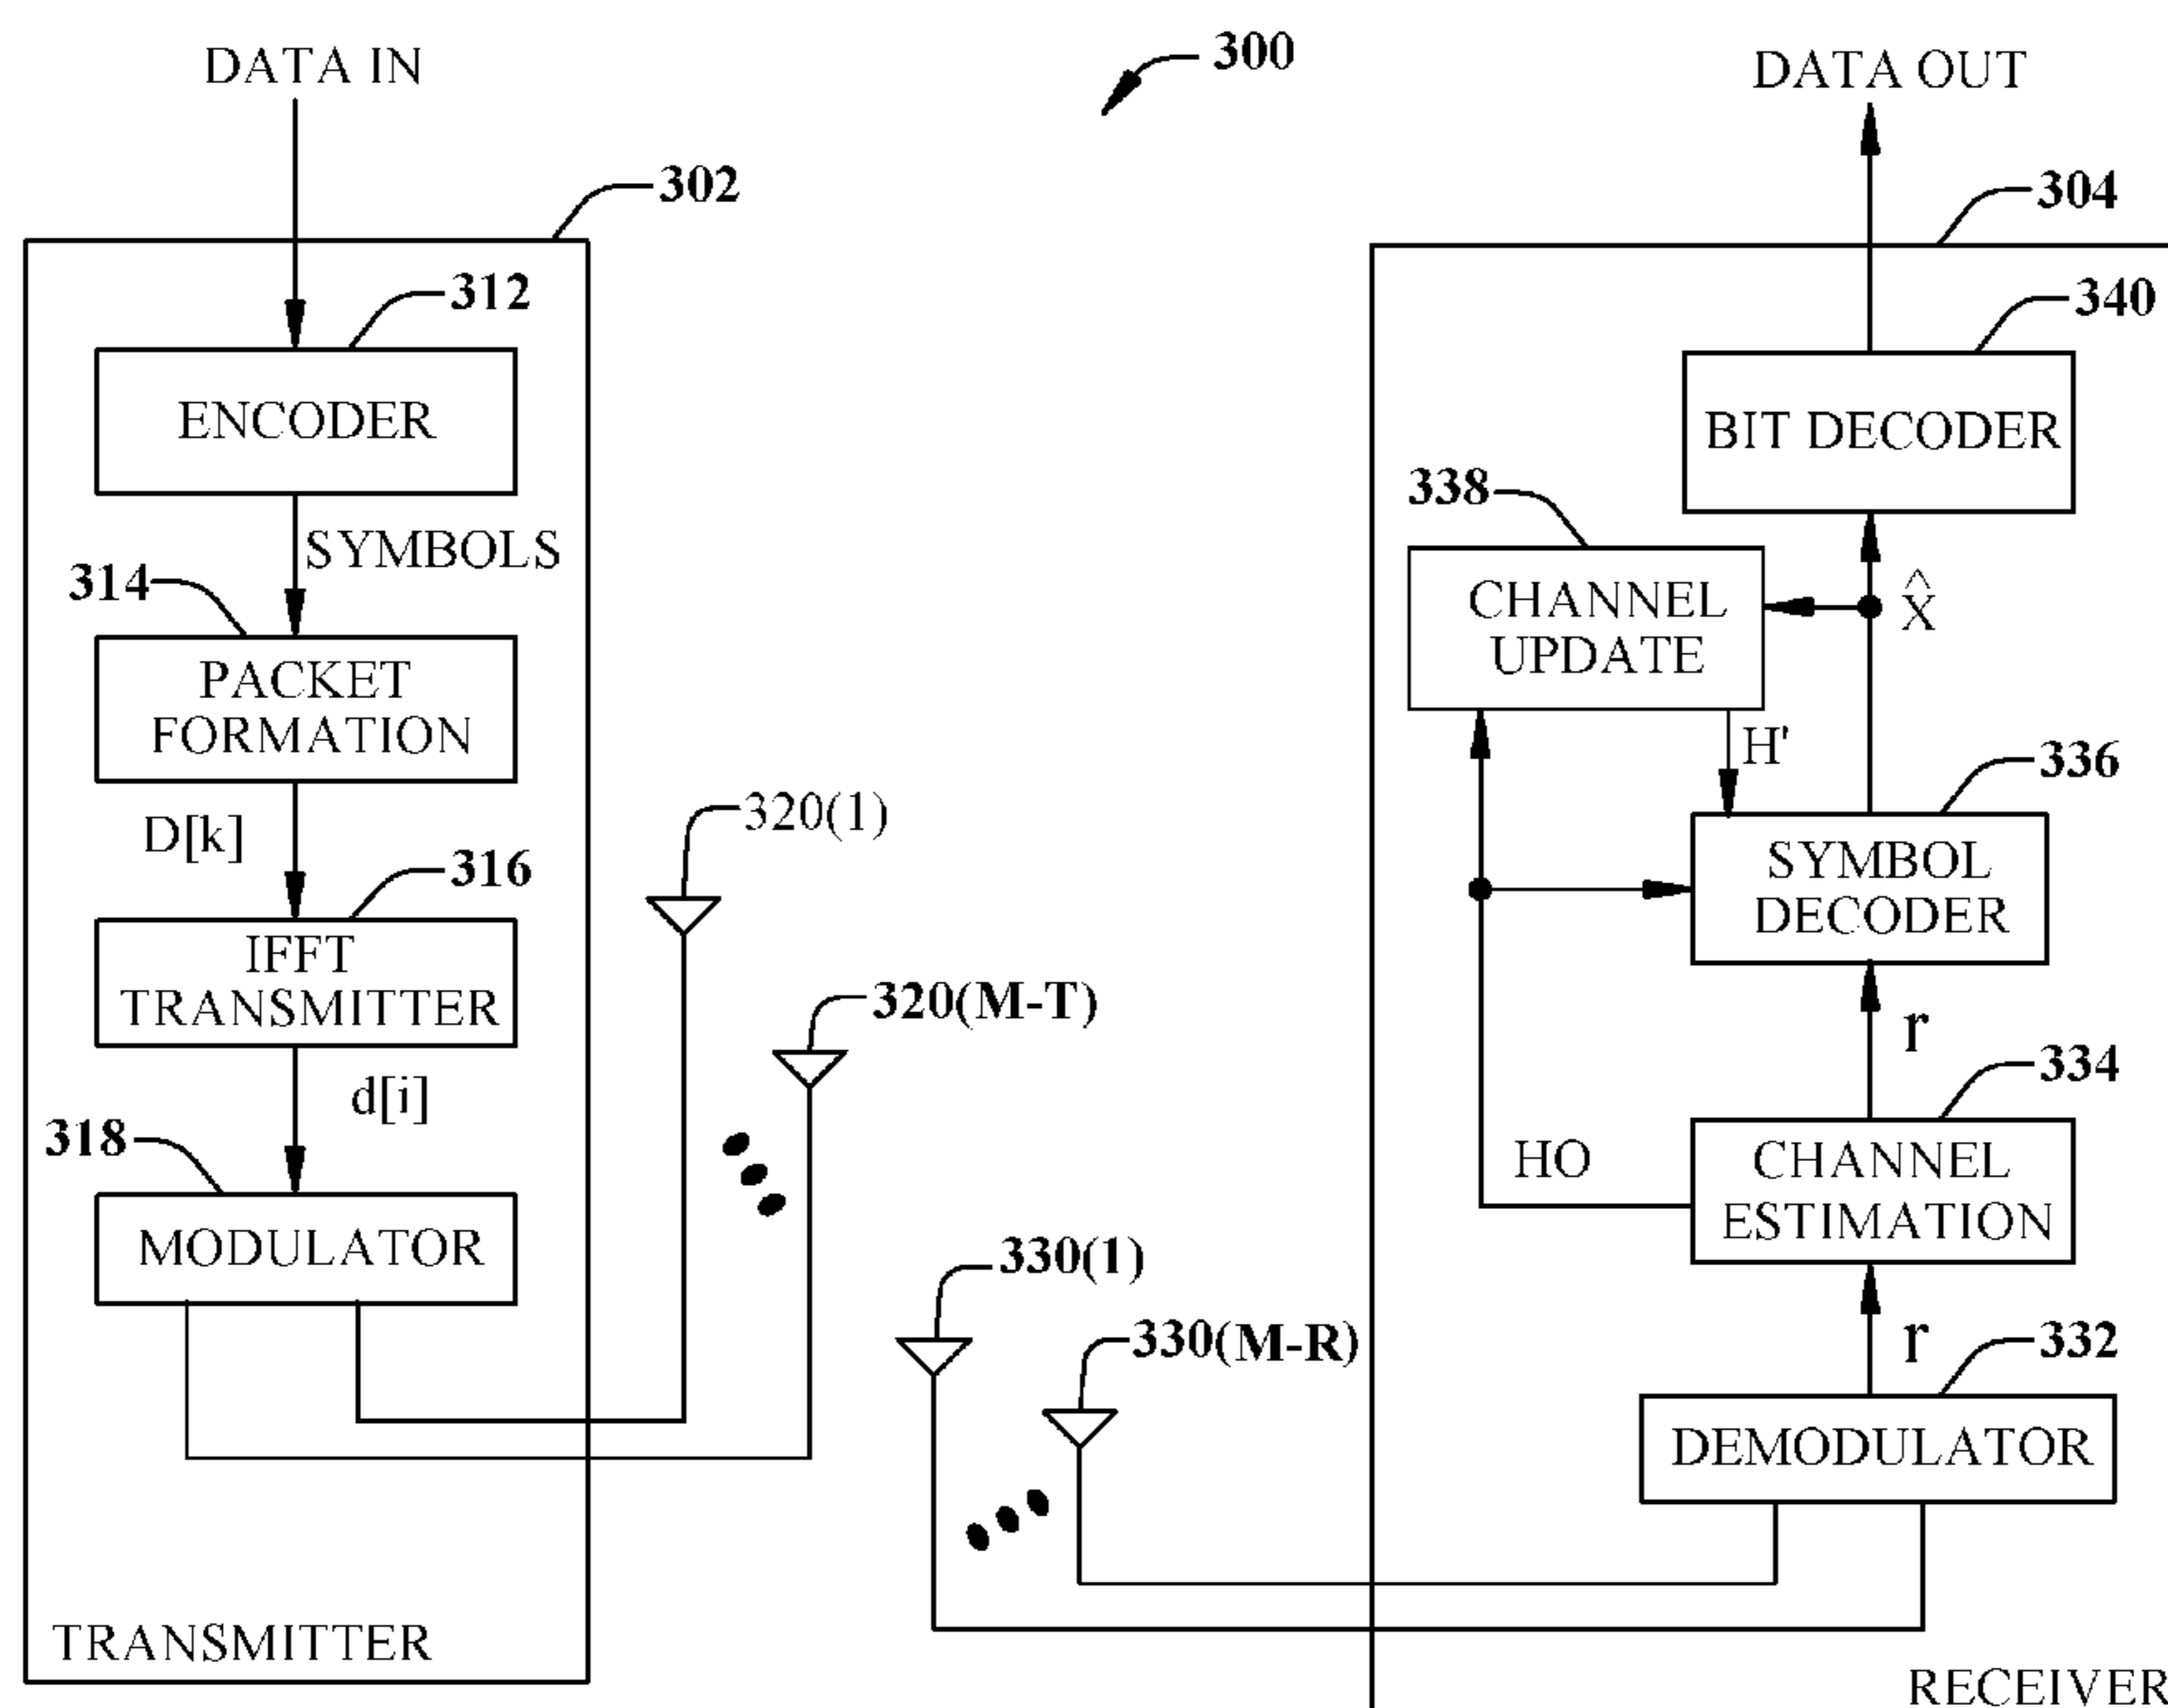 DATA IN
300
DATA OUT
302
304
312
340
ENCODER
BIT DECODER
SYMBOLS
338
314
CHANNEL
UPDATE
X̂
PACKET
FORMATION
H'
336
D[k]
320(1)
316
SYMBOL
DECODER
IFFT
TRANSMITTER
320(M-T)
r
334
d[i]
318
HO
CHANNEL
ESTIMATION
MODULATOR
330(1)
330(M-R)
r
332
DEMODULATOR
TRANSMITTER
RECEIVER